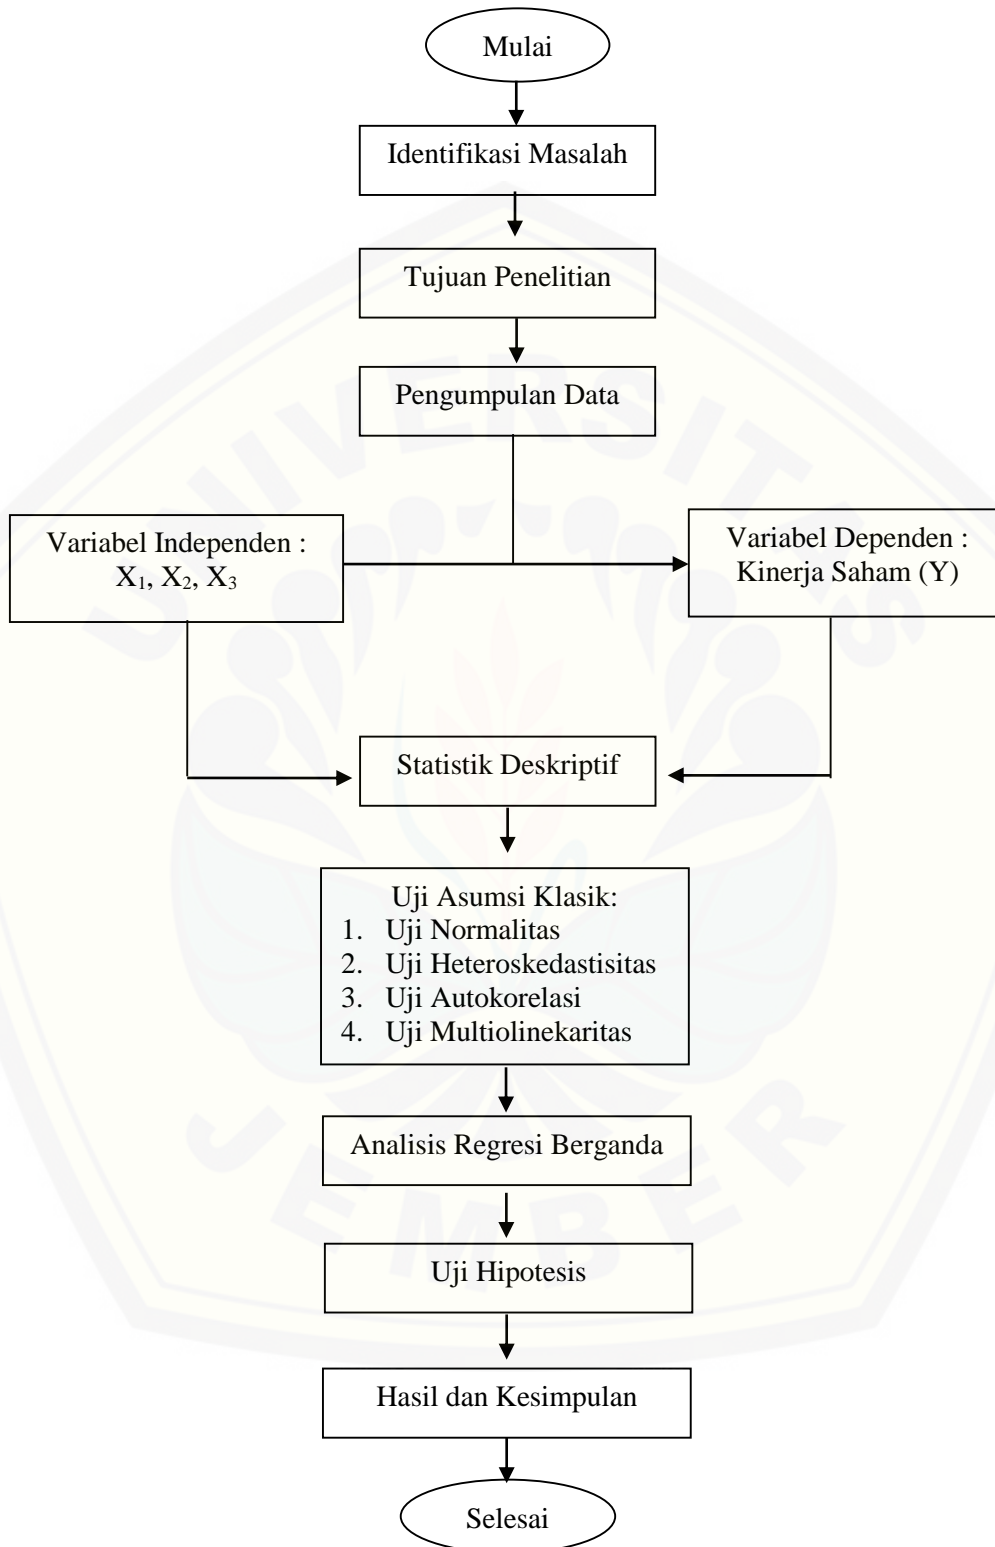 Mulai
Identifikasi Masalah
Tujuan Penelitian
Pengumpulan Data
Variabel Independen :
X₁, X₂, X₃
Variabel Dependen :
Kinerja Saham (Y)
Statistik Deskriptif
Uji Asumsi Klasik:
1. Uji Normalitas
2. Uji Heteroskedastisitas
3. Uji Autokorelasi
4. Uji Multiolinekaritas
Analisis Regresi Berganda
Uji Hipotesis
Hasil dan Kesimpulan
Selesai
UNIVERSITAS
JEMBER